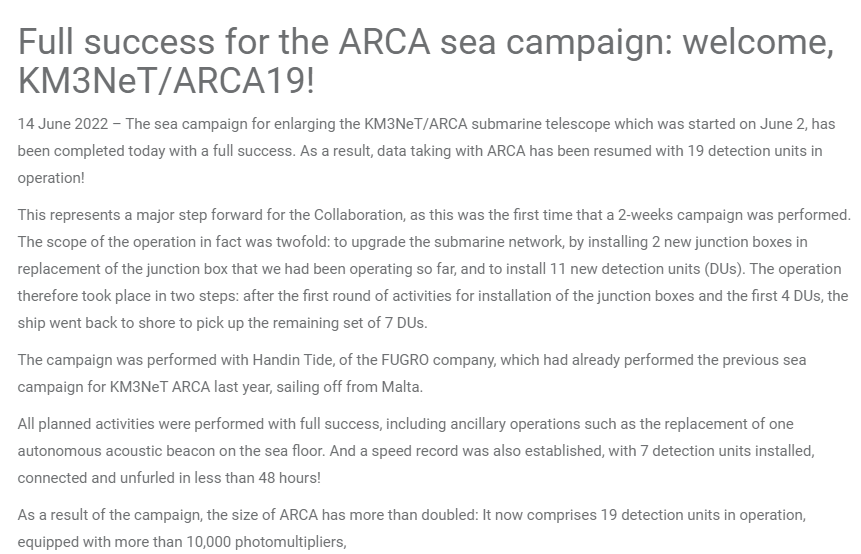 Full success for the ARCA sea campaign: welcome,
KM3NeT/ARCA19!
14 June 2022 – The sea campaign for enlarging the KM3NeT/ARCA submarine telescope which was started on June 2, has
been completed today with a full success. As a result, data taking with ARCA has been resumed with 19 detection units in
operation!
This represents a major step forward for the Collaboration, as this was the first time that a 2-weeks campaign was performed.
The scope of the operation in fact was twofold: to upgrade the submarine network, by installing 2 new junction boxes in
replacement of the junction box that we had been operating so far, and to install 11 new detection units (DUs). The operation
therefore took place in two steps: after the first round of activities for installation of the junction boxes and the first 4 DUs, the
ship went back to shore to pick up the remaining set of 7 DUs.
The campaign was performed with Handin Tide, of the FUGRO company, which had already performed the previous sea
campaign for KM3NeT ARCA last year, sailing off from Malta.
All planned activities were performed with full success, including ancillary operations such as the replacement of one
autonomous acoustic beacon on the sea floor. And a speed record was also established, with 7 detection units installed,
connected and unfurled in less than 48 hours!
As a result of the campaign, the size of ARCA has more than doubled: It now comprises 19 detection units in operation,
equipped with more than 10,000 photomultipliers,